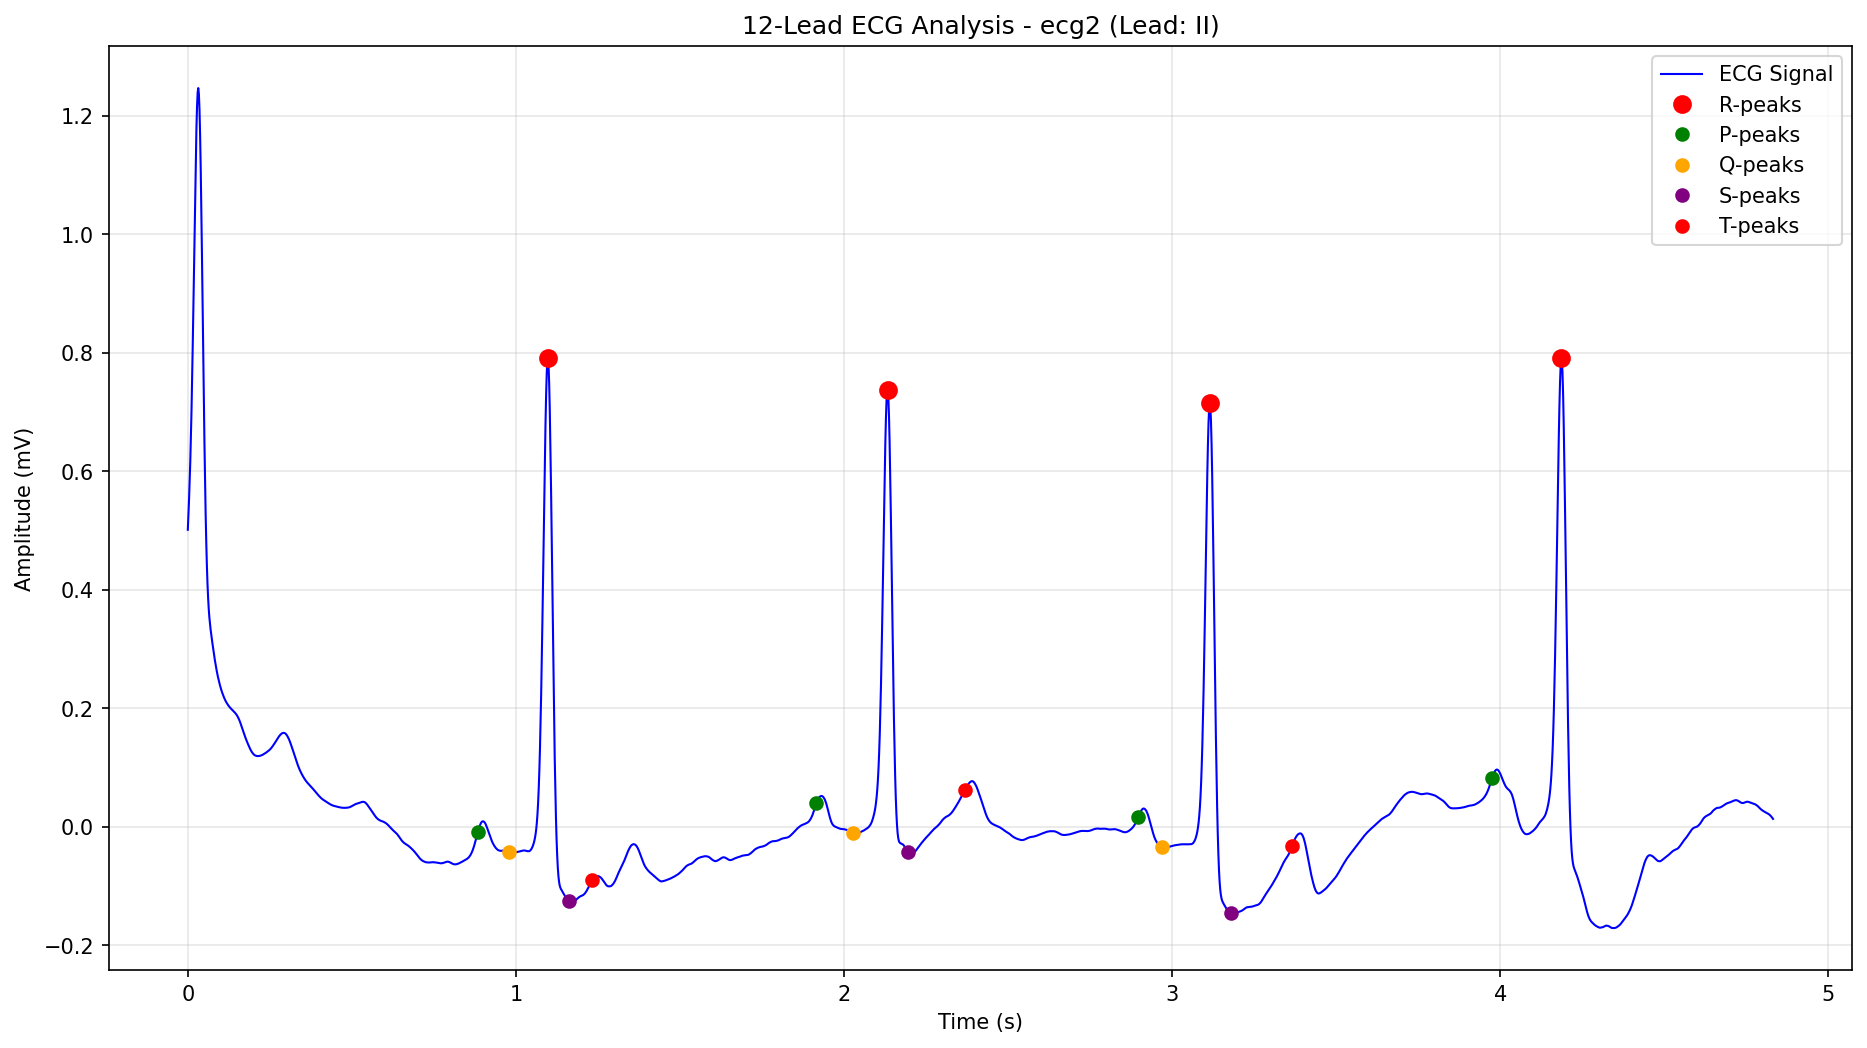 12-Lead ECG Analysis - ecg2 (Lead: II)
ECG Signal
R-peaks
P-peaks
Q-peaks
S-peaks
T-peaks
Amplitude (mV)
1.2
1.0
0.8
0.6
0.4
0.2
0.0
−0.2
0 1 2 3 4 5
Time (s)